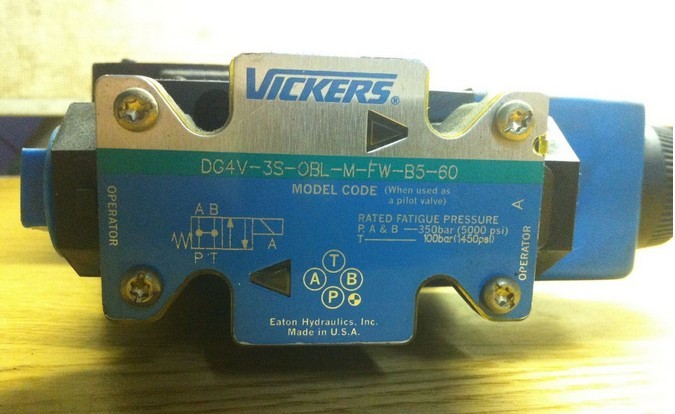 VICKERS®
DG4V-3S-0BL-M-FW-B5-60
MODEL CODE (When used as
a pilot valve)
RATED FATIGUE PRESSURE
P, A & B —350bar (5000 psi)
T—— 100bar(1450psi)
OPERATOR
A B
A
P T
T
A B
P
A
OPERATOR
Eaton Hydraulics, Inc.
Made in U.S.A.